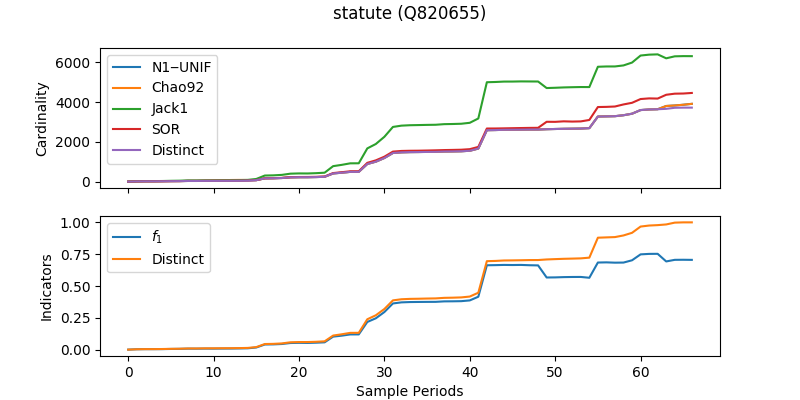 statute (Q820655)
Cardinality
6000
4000
2000
0
N1−UNIF
Chao92
Jack1
SOR
Distinct
Indicators
1.00
0.75
0.50
0.25
0.00
f1
Distinct
0 10 20 30 40 50 60
Sample Periods